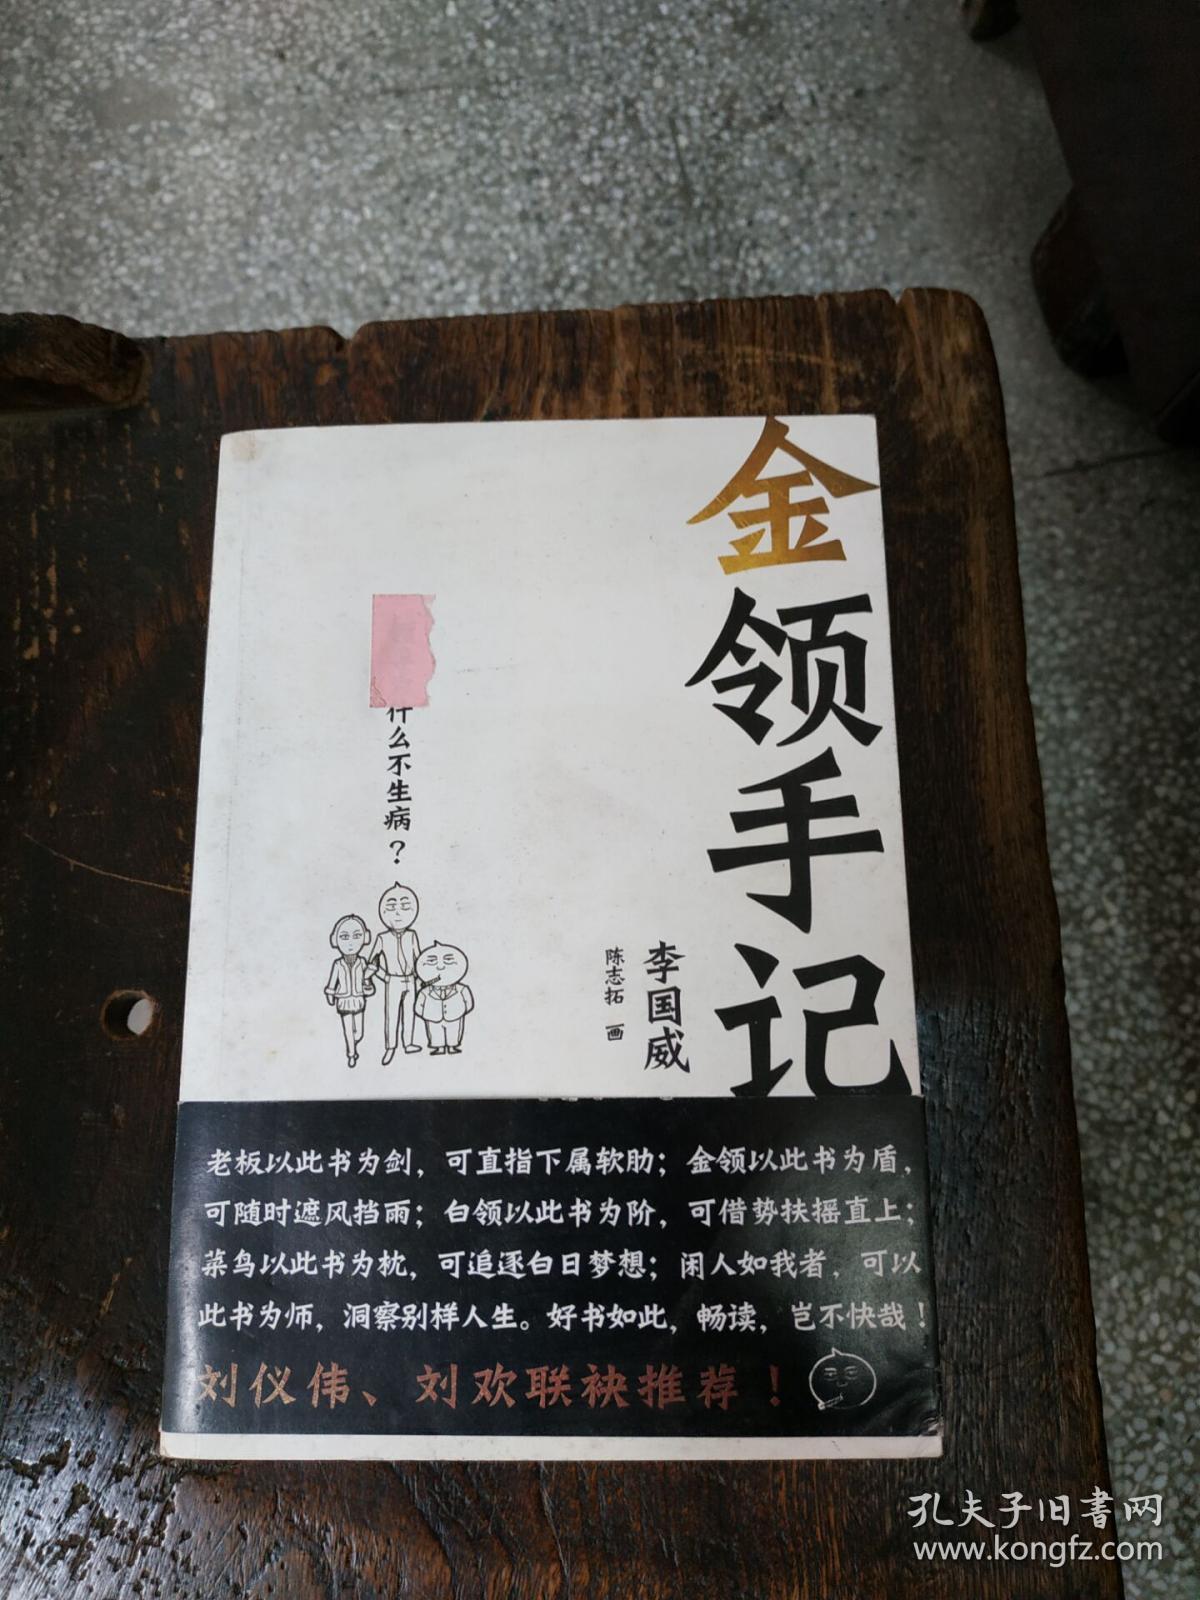 金领手记
李国威
陈志拓 画
什么不生病？
老板以此书为剑，可直指下属软肋；金领以此书为盾，
可随时遮风挡雨；白领以此书为阶，可借势扶摇直上；
菜鸟以此书为枕，可追逐白日梦想；闲人如我者，可以
此书为师，洞察别样人生。好书如此，畅读，岂不快哉！
刘仪伟、刘欢联袂推荐！
孔夫子旧书网
www.kongfz.com